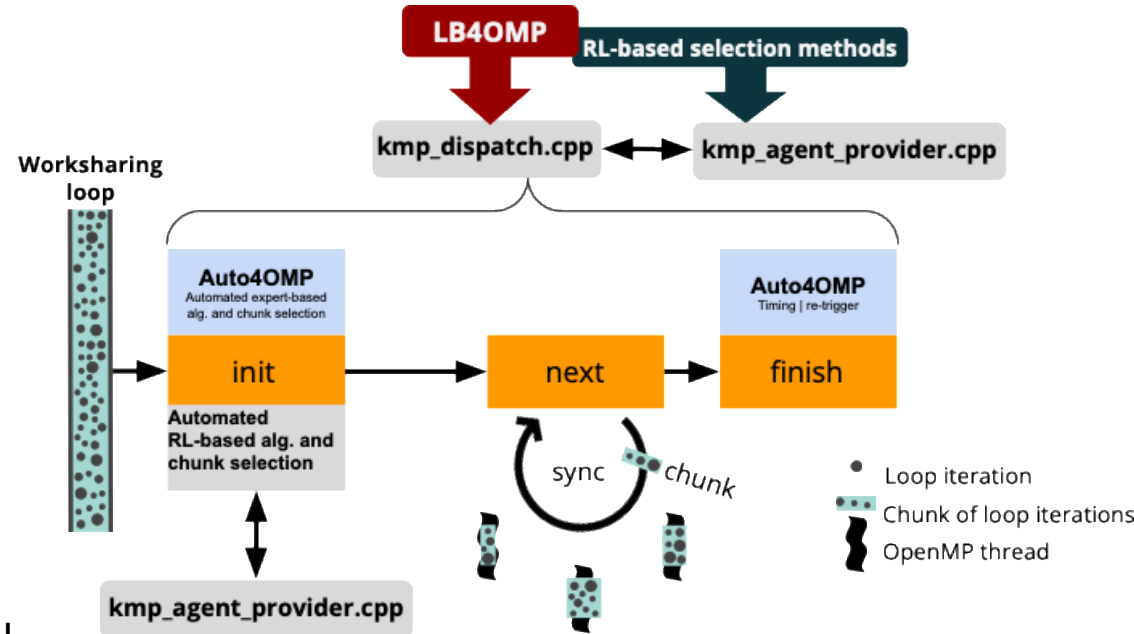 LB4OMP
RL-based selection methods
kmp_dispatch.cpp
kmp_agent_provider.cpp
Worksharing
loop
Auto4OMP
Automated expert-based
alg. and chunk selection
Auto4OMP
Timing | re-trigger
init
next
finish
Automated
RL-based alg. and
chunk selection
sync
chunk
Loop iteration
Chunk of loop iterations
OpenMP thread
kmp_agent_provider.cpp